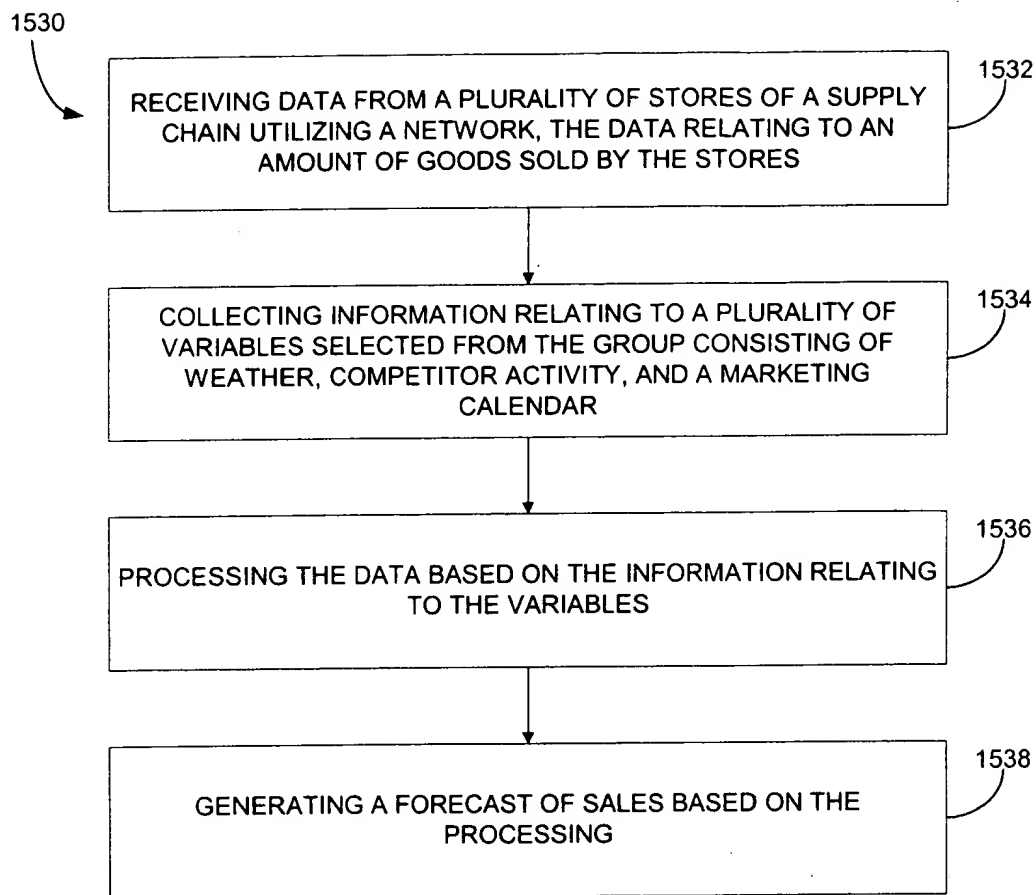 1530
1532
RECEIVING DATA FROM A PLURALITY OF STORES OF A SUPPLY
CHAIN UTILIZING A NETWORK, THE DATA RELATING TO AN
AMOUNT OF GOODS SOLD BY THE STORES
1534
COLLECTING INFORMATION RELATING TO A PLURALITY OF
VARIABLES SELECTED FROM THE GROUP CONSISTING OF
WEATHER, COMPETITOR ACTIVITY, AND A MARKETING
CALENDAR
1536
PROCESSING THE DATA BASED ON THE INFORMATION RELATING
TO THE VARIABLES
1538
GENERATING A FORECAST OF SALES BASED ON THE
PROCESSING